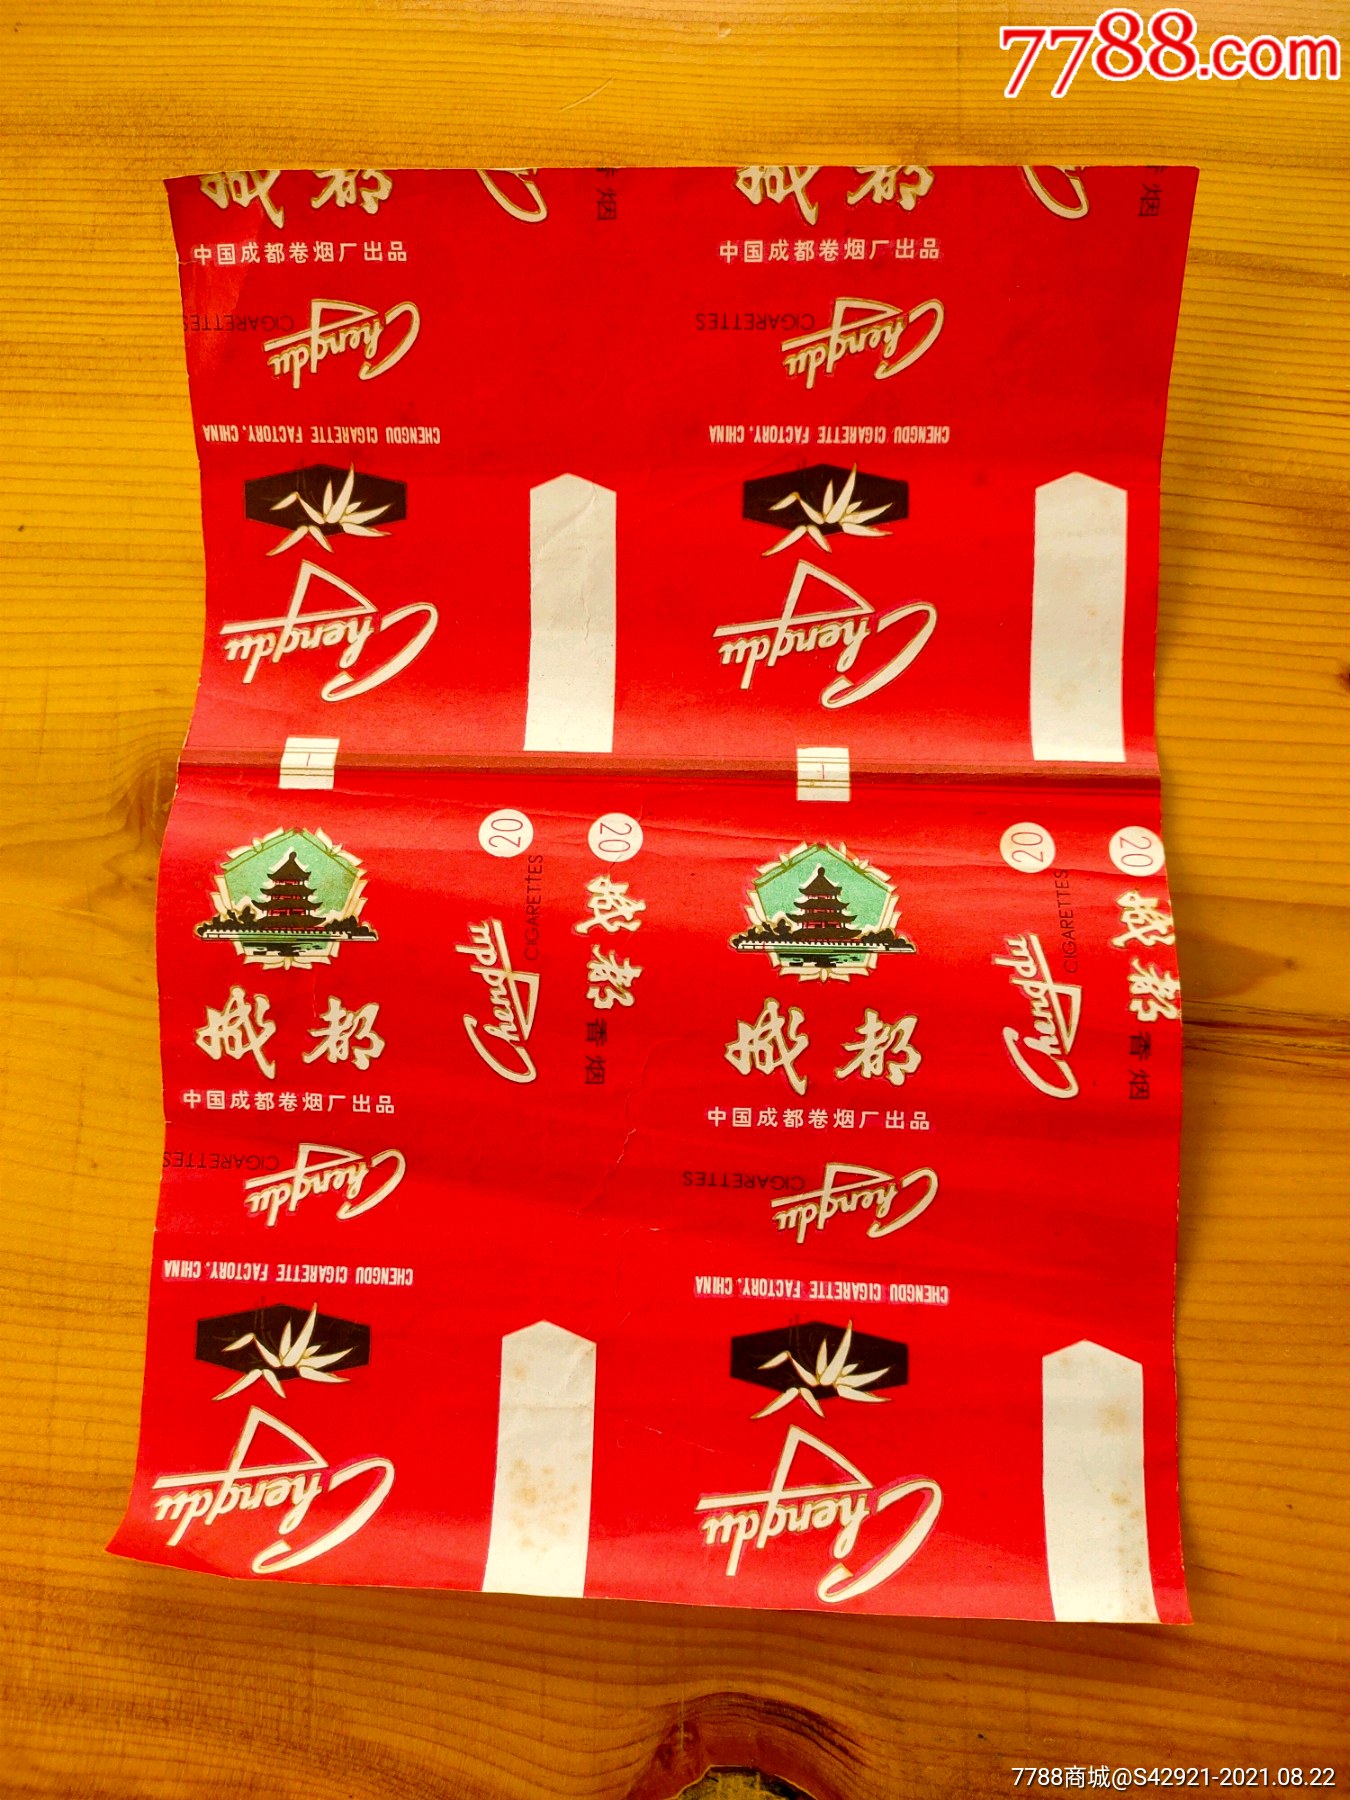 7788.com
成都
成都
香烟
香烟
中国成都卷烟厂出品
中国成都卷烟厂出品
Chengdu
CIGARETTES
Chengdu
CIGARETTES
CHENGDU CIGARETTE FACTORY, CHINA
CHENGDU CIGARETTE FACTORY, CHINA
Chengdu
Chengdu
20
20
20
20
CIGARETTES
Chengdu
成都
香烟
CIGARETTES
Chengdu
成都
香烟
成都
成都
中国成都卷烟厂出品
中国成都卷烟厂出品
Chengdu
CIGARETTES
Chengdu
CIGARETTES
CHENGDU CIGARETTE FACTORY, CHINA
CHENGDU CIGARETTE FACTORY, CHINA
Chengdu
Chengdu
7788商城@S42921-2021.08.22